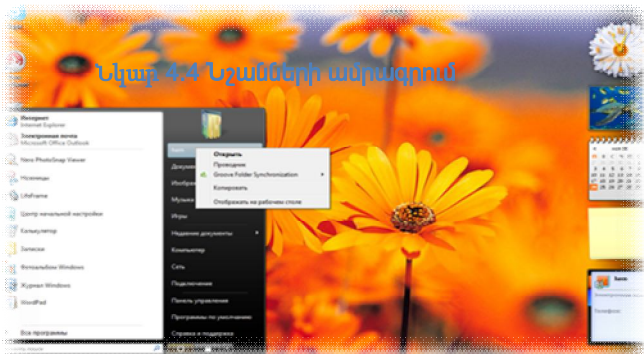 Նկար 4.4 Նշանների ամրագրում
Интернет
Internet Explorer
Электронная почта
Microsoft Office Outlook
Nero PhotoSnap Viewer
Ножницы
LifeFrame
Центр начальной настройки
Калькулятор
Записки
Фотоальбом Windows
Журнал Windows
WordPad
Все программы
Игры
Недавние документы
Компьютер
Сеть
Подключение
Панель управления
Программы по умолчанию
Справка и поддержка
Открыть
Проводник
Groove Folder Synchronization
Копировать
Отображать на рабочем столе